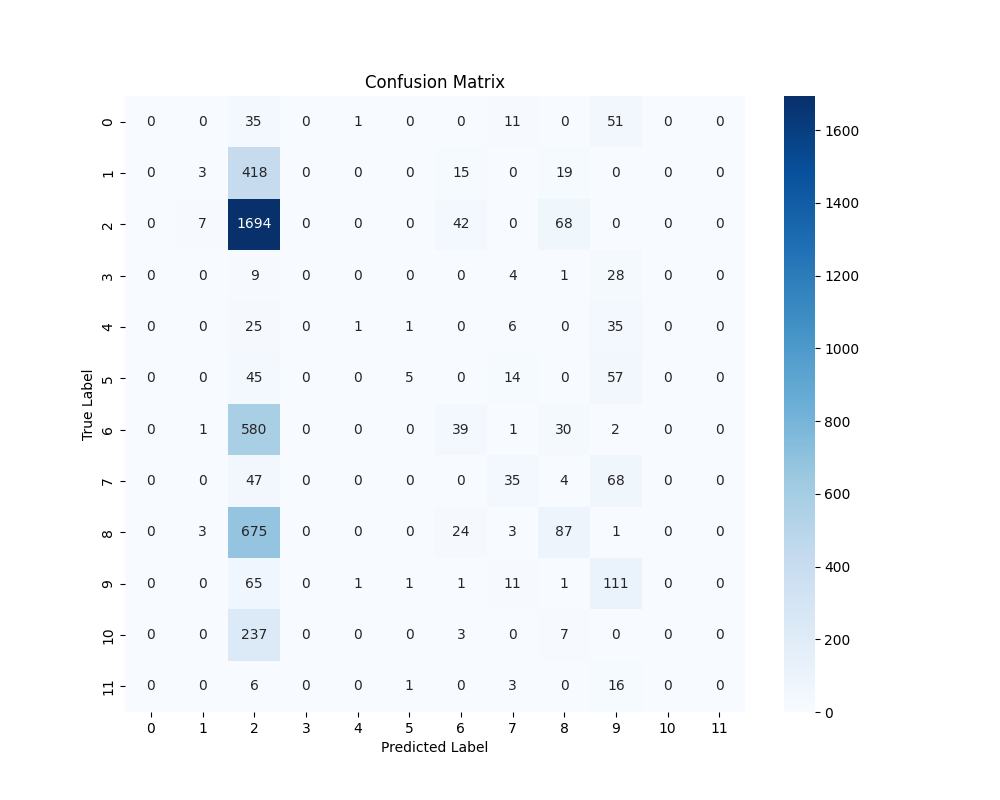 Confusion Matrix
0 0 0 35 0 1 0 0 11 0 51 0 0
1 0 3 418 0 0 0 15 0 19 0 0 0
2 0 7 1694 0 0 0 42 0 68 0 0 0
3 0 0 9 0 0 0 0 4 1 28 0 0
4 0 0 25 0 1 1 0 6 0 35 0 0
5 0 0 45 0 0 5 0 14 0 57 0 0
6 0 1 580 0 0 0 39 1 30 2 0 0
7 0 0 47 0 0 0 0 35 4 68 0 0
8 0 3 675 0 0 0 24 3 87 1 0 0
9 0 0 65 0 1 1 1 11 1 111 0 0
10 0 0 237 0 0 0 3 0 7 0 0 0
11 0 0 6 0 0 1 0 3 0 16 0 0
0 1 2 3 4 5 6 7 8 9 10 11
Predicted Label
True Label
1600
1400
1200
1000
800
600
400
200
0